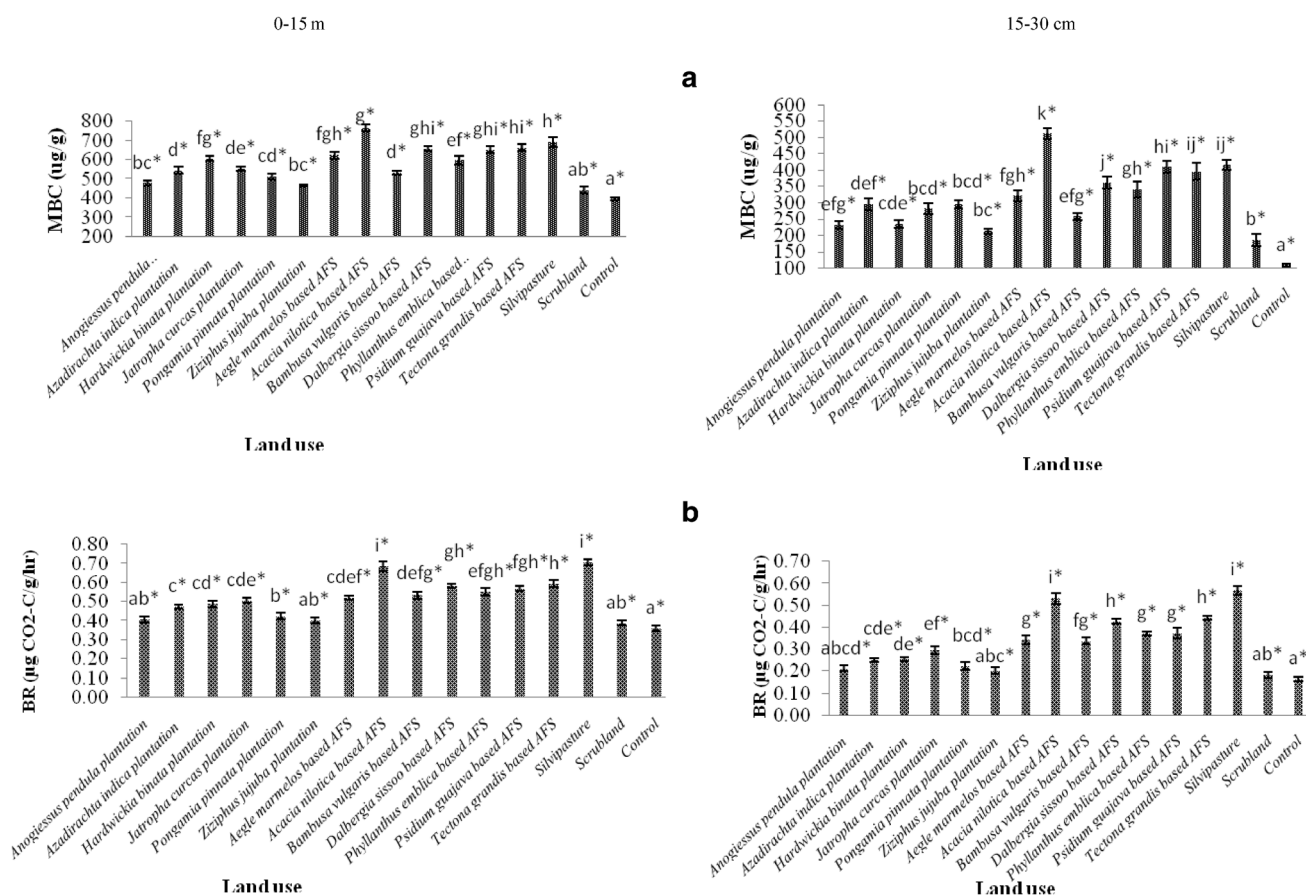 0-15 m
15-30 cm
a
MBC (ug/g)
800
700
600
500
400
300
200
bc*
d*
fg*
de*
cd*
bc*
fgh*
g*
d*
ghi*
ef*
ghi*
hi*
h*
ab*
a*
Anogiessus pendula..
Azadirachta indica plantation
Hardwickia binata plantation
Jatropha curcas plantation
Pongamia pinnata plantation
Ziziphus jujuba plantation
Aegle marmelos based AFS
Acacia nilotica based AFS
Bambusa vulgaris based AFS
Dalbergia sissoo based AFS
Phyllanthus emblica based..
Psidium guajava based AFS
Tectona grandis based AFS
Silvipasture
Scrubland
Control
Land use
MBC (ug/g)
600
550
500
450
400
350
300
250
200
150
100
efg*
def*
cde*
bcd*
bcd*
bc*
fgh*
k*
efg*
j*
gh*
hi*
ij*
ij*
b*
a*
Anogiessus pendula plantation
Azadirachta indica plantation
Hardwickia binata plantation
Jatropha curcas plantation
Pongamia pinnata plantation
Ziziphus jujuba plantation
Aegle marmelos based AFS
Acacia nilotica based AFS
Bambusa vulgaris based AFS
Dalbergia sissoo based AFS
Phyllanthus emblica based AFS
Psidium guajava based AFS
Tectona grandis based AFS
Silvipasture
Scrubland
Control
Land use
b
BR (µg CO2-C/g/hr)
0.80
0.70
0.60
0.50
0.40
0.30
0.20
0.10
0.00
ab*
c*
cd*
cde*
b*
ab*
cdef*
i*
defg*
gh*
efgh*
fgh*
h*
i*
ab*
a*
Anogiessus pendula plantation
Azadirachta indica plantation
Hardwickia binata plantation
Jatropha curcas plantation
Pongamia pinnata plantation
Ziziphus jujuba plantation
Aegle marmelos based AFS
Acacia nilotica based AFS
Bambusa vulgaris based AFS
Dalbergia sissoo based AFS
Phyllanthus emblica based AFS
Psidium guajava based AFS
Tectona grandis based AFS
Silvipasture
Scrubland
Control
Land use
BR (µg CO2-C/g/hr)
0.70
0.60
0.50
0.40
0.30
0.20
0.10
0.00
abcd*
cde*
de*
ef*
bcd*
abc*
g*
i*
fg*
h*
g*
g*
h*
i*
ab*
a*
Anogiessus pendula plantation
Azadirachta indica plantation
Hardwickia binata plantation
Jatropha curcas plantation
Pongamia pinnata plantation
Ziziphus jujuba plantation
Aegle marmelos based AFS
Acacia nilotica based AFS
Bambusa vulgaris based AFS
Dalbergia sissoo based AFS
Phyllanthus emblica based AFS
Psidium guajava based AFS
Tectona grandis based AFS
Silvipasture
Scrubland
Control
Land use